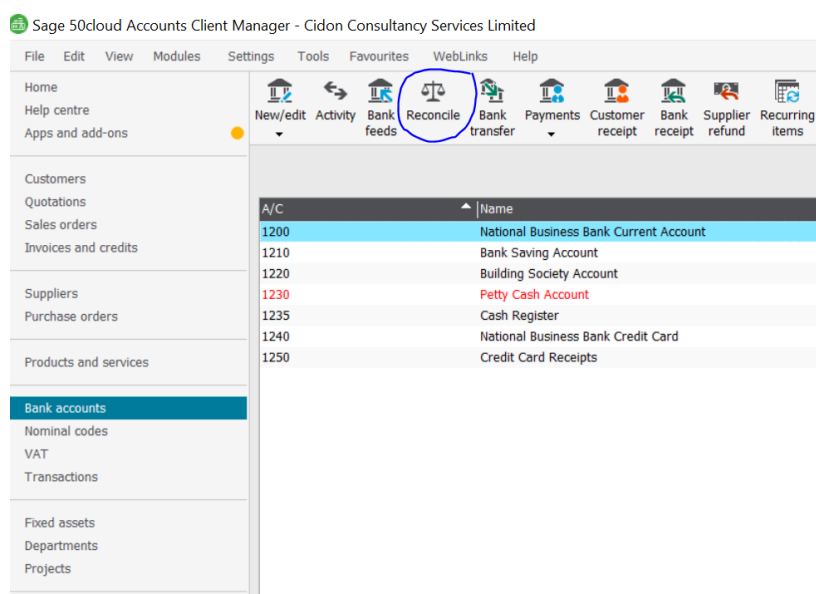 Sage 50cloud Accounts Client Manager - Cidon Consultancy Services Limited
File Edit View Modules Settings Tools Favourites WebLinks Help
Home
Help centre
Apps and add-ons
Customers
Quotations
Sales orders
Invoices and credits
Suppliers
Purchase orders
Products and services
Bank accounts
Nominal codes
VAT
Transactions
Fixed assets
Departments
Projects
New/edit Activity Bank Reconcile Bank Payments Customer Bank Supplier Recurring
feeds transfer receipt receipt refund items
A/C Name
1200 National Business Bank Current Account
1210 Bank Saving Account
1220 Building Society Account
1230 Petty Cash Account
1235 Cash Register
1240 National Business Bank Credit Card
1250 Credit Card Receipts